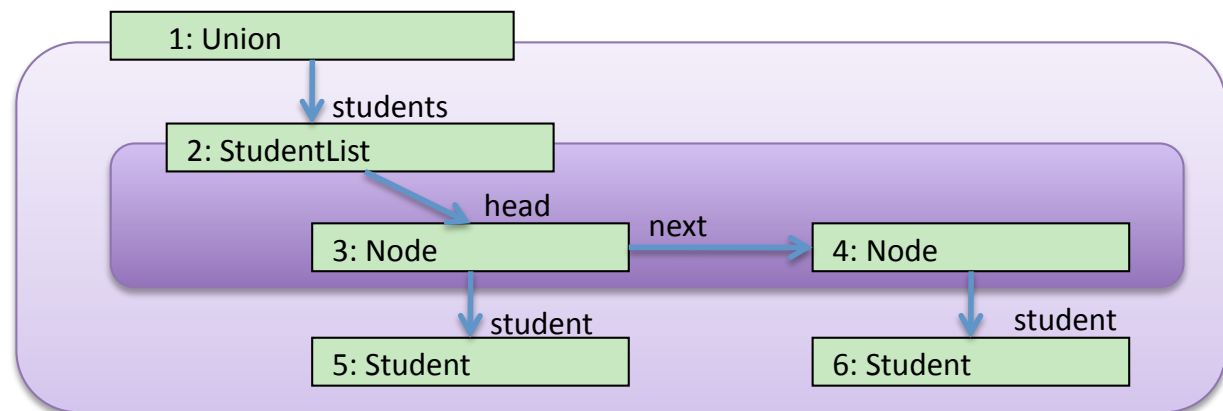 1: Union
students
2: StudentList
head
next
3: Node
4: Node
student
student
5: Student
6: Student